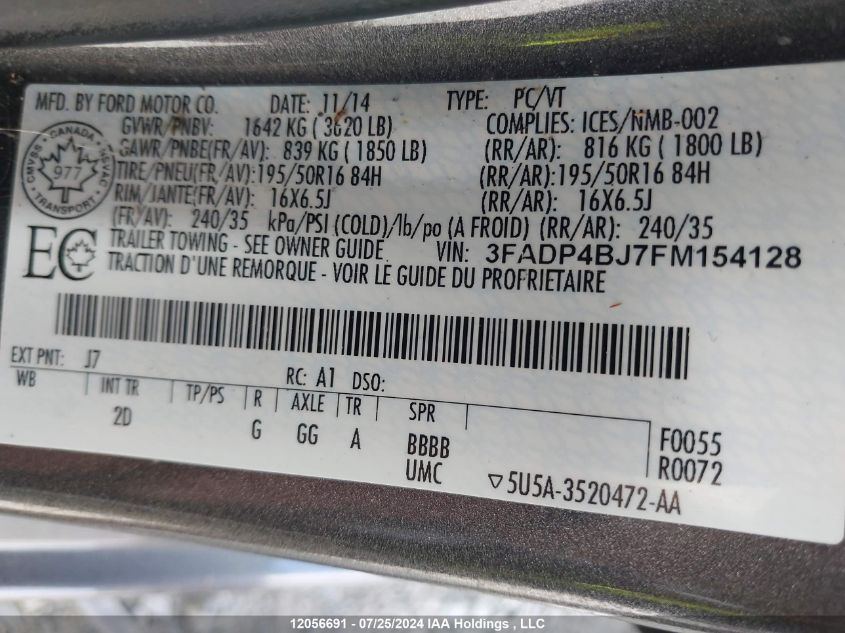 MFD. BY FORD MOTOR CO. DATE: 11/14 TYPE: PC/VT
GVWR/PNBV: 1642 KG ( 3620 LB) COMPLIES: ICES/NMB-002
GAWR/PNBE(FR/AV): 839 KG ( 1850 LB) (RR/AR): 816 KG ( 1800 LB)
TIRE/PNEU(FR/AV):195/50R16 84H (RR/AR):195/50R16 84H
RIM/JANTE(FR/AV): 16X6.5J (RR/AR): 16X6.5J
(FR/AV): 240/35 kPa/PSI (COLD)/lb/po (A FROID) (RR/AR): 240/35
TRAILER TOWING - SEE OWNER GUIDE VIN: 3FADP4BJ7FM154128
TRACTION D'UNE REMORQUE - VOIR LE GUIDE DU PROPRIETAIRE
CANADA
CMVSS NSVAC
977
TRANSPORT
EC
EXT PNT: J7 RC: A1 DSO:
WB INT TR TP/PS R AXLE TR SPR
2D G GG A BBBB F0055
UMC R0072
5U5A-3520472-AA
12056691 - 07/25/2024 IAA Holdings , LLC